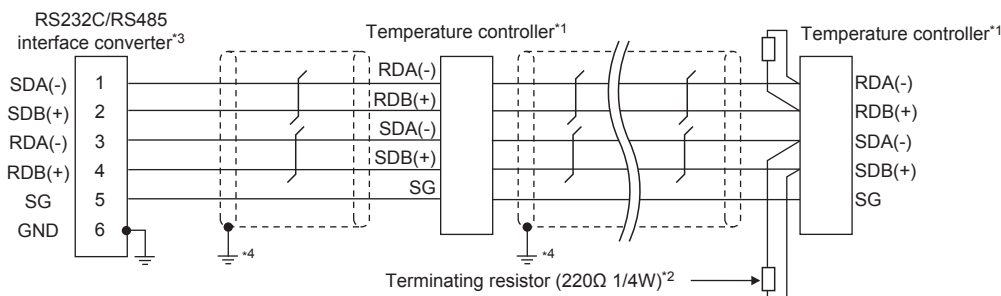 RS232C/RS485
interface converter*3
Temperature controller*1
Temperature controller*1
SDA(-) 1
SDB(+) 2
RDA(-) 3
RDB(+) 4
SG 5
GND 6
RDA(-)
RDB(+)
SDA(-)
SDB(+)
SG
RDA(-)
RDB(+)
SDA(-)
SDB(+)
SG
*4
*4
Terminating resistor (220Ω 1/4W)*2